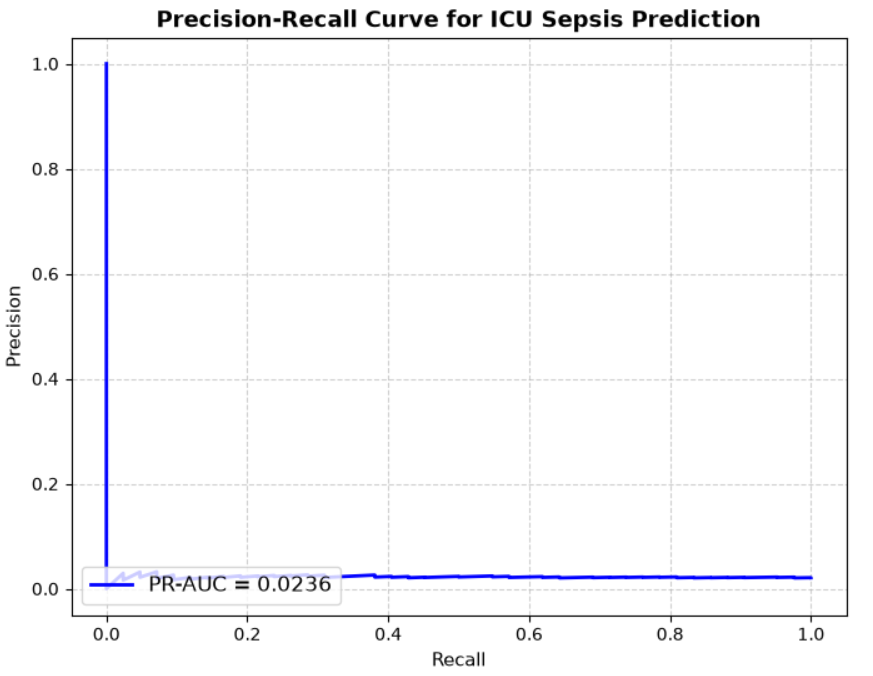 Precision-Recall Curve for ICU Sepsis Prediction
1.0
0.8
0.6
0.4
0.2
0.0
Precision
PR-AUC = 0.0236
0.0 0.2 0.4 0.6 0.8 1.0
Recall